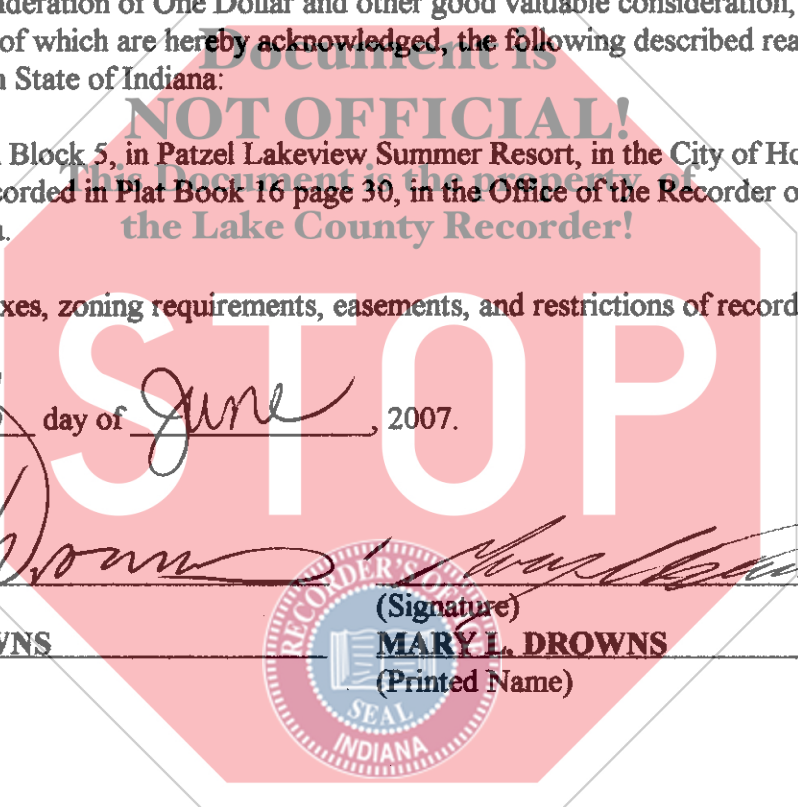 ideration of One Dollar and other good valuable consideration,
Document is
of which are hereby acknowledged, the following described rea
State of Indiana:
NOT OFFICIAL!
Block 5, in Patzel Lakeview Summer Resort, in the City of Ho
This Document is the property of
corded in Plat Book 16 page 30, in the Office of the Recorder o
the Lake County Recorder!
xes, zoning requirements, easements, and restrictions of record
STOP
day of June, 2007.
RECORDER'S OFFICE
(Signature)
WNS MARY L. DROWNS
(Printed Name)
SEAL
INDIANA